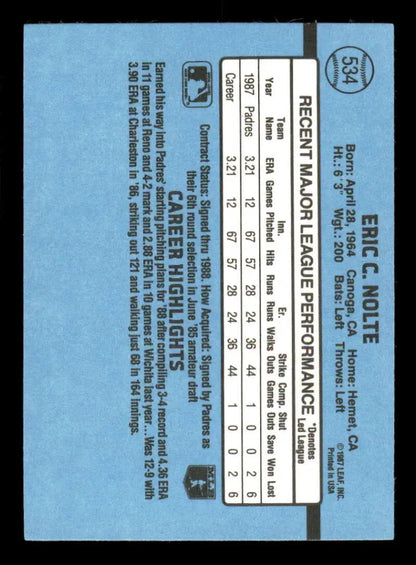 534
ERIC C. NOLTE
Born: April 28, 1964 Canoga, CA Home: Hemet, CA
Ht.: 6'3" Wgt.: 200 Bats: Left Throws: Left
©1987 LEAF, INC.
Printed in USA
RECENT MAJOR LEAGUE PERFORMANCE
*Denotes
Led League
Team Inn. Er. Strike Comp. Shut
Year Name ERA Games Pitched Hits Runs Runs Walks Outs Games Outs Save Won Lost
1987 Padres 3.21 12 67 57 28 24 36 44 1 0 0 2 6
Career 3.21 12 67 57 28 24 36 44 1 0 0 2 6
Contract Status: Signed thru 1988. How Acquired: Signed by Padres as
their 6th round selection in June '85 amateur draft
CAREER HIGHLIGHTS
Earned his way into Padres' starting pitching plans for '88 after compiling 3-4 record and 4.36 ERA
in 11 games at Reno and 4-2 mark and 2.88 ERA in 10 games at Wichita last year... Was 12-9 with
3.90 ERA at Charleston in '86, striking out 121 and walking just 68 in 164 innings.